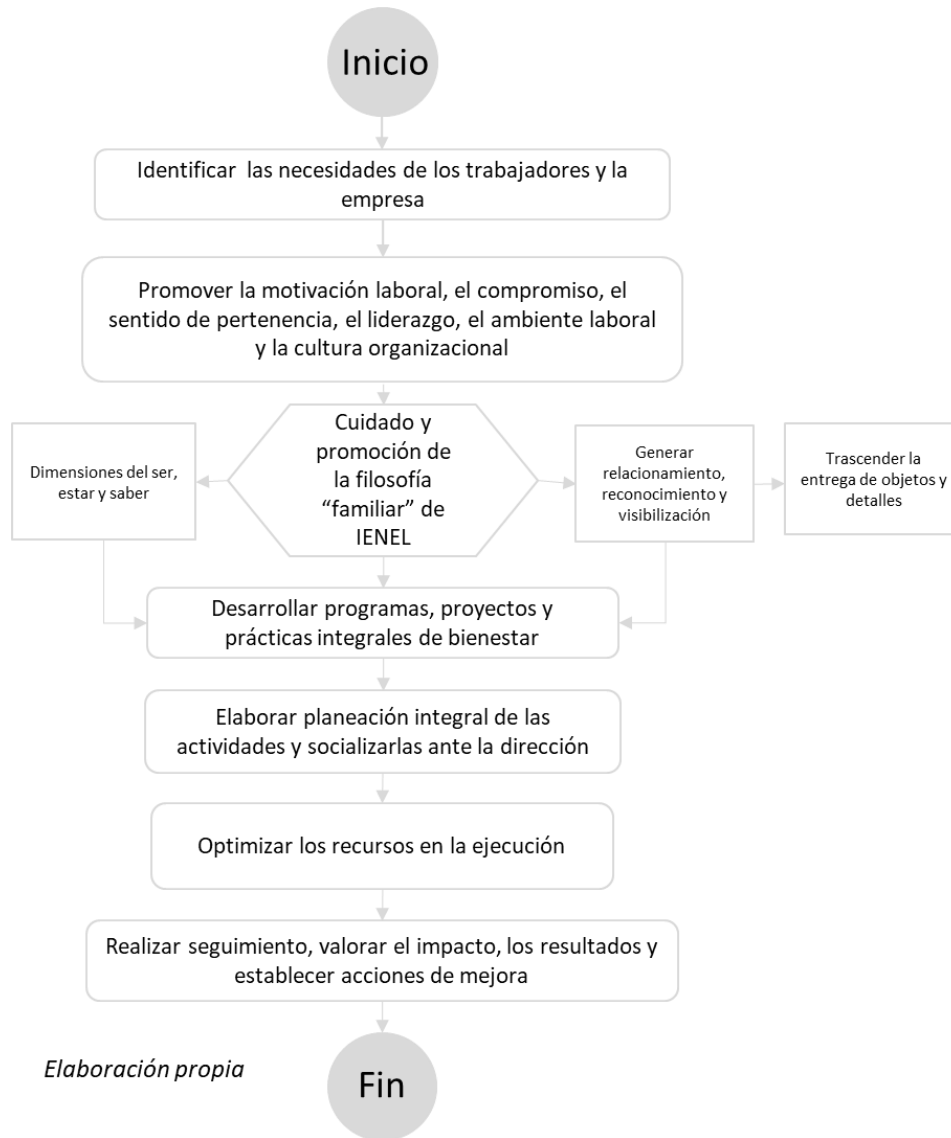 Inicio
Identificar las necesidades de los trabajadores y la
empresa
Promover la motivación laboral, el compromiso, el
sentido de pertenencia, el liderazgo, el ambiente laboral
y la cultura organizacional
Dimensiones del ser,
estar y saber
Cuidado y
promoción de
la filosofía
“familiar” de
IENEL
Generar
relacionamiento,
reconocimiento y
visibilización
Trascender la
entrega de objetos y
detalles
Desarrollar programas, proyectos y
prácticas integrales de bienestar
Elaborar planeación integral de las
actividades y socializarlas ante la dirección
Optimizar los recursos en la ejecución
Realizar seguimiento, valorar el impacto, los resultados y
establecer acciones de mejora
Elaboración propia
Fin